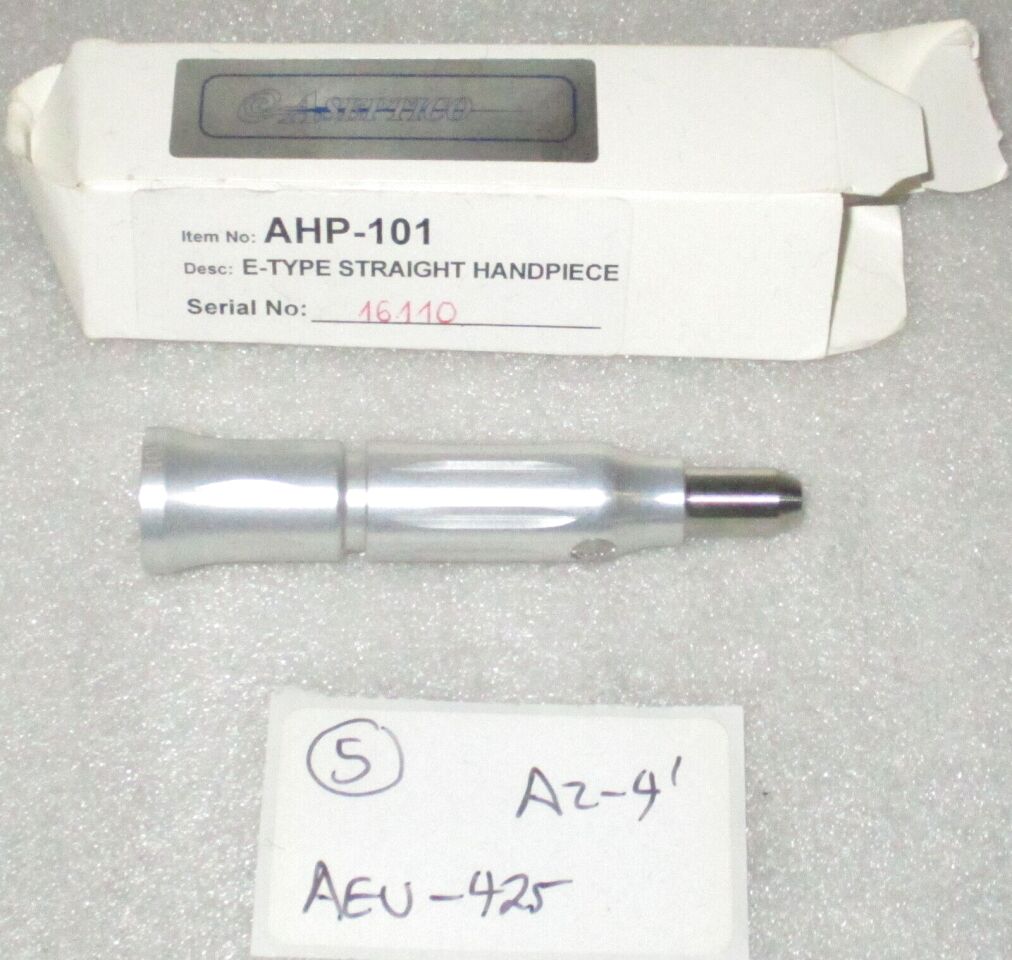 ASEPTICO
Item No: AHP-101
Desc: E-TYPE STRAIGHT HANDPIECE
Serial No: 16110
5
A2-4'
AEU-425